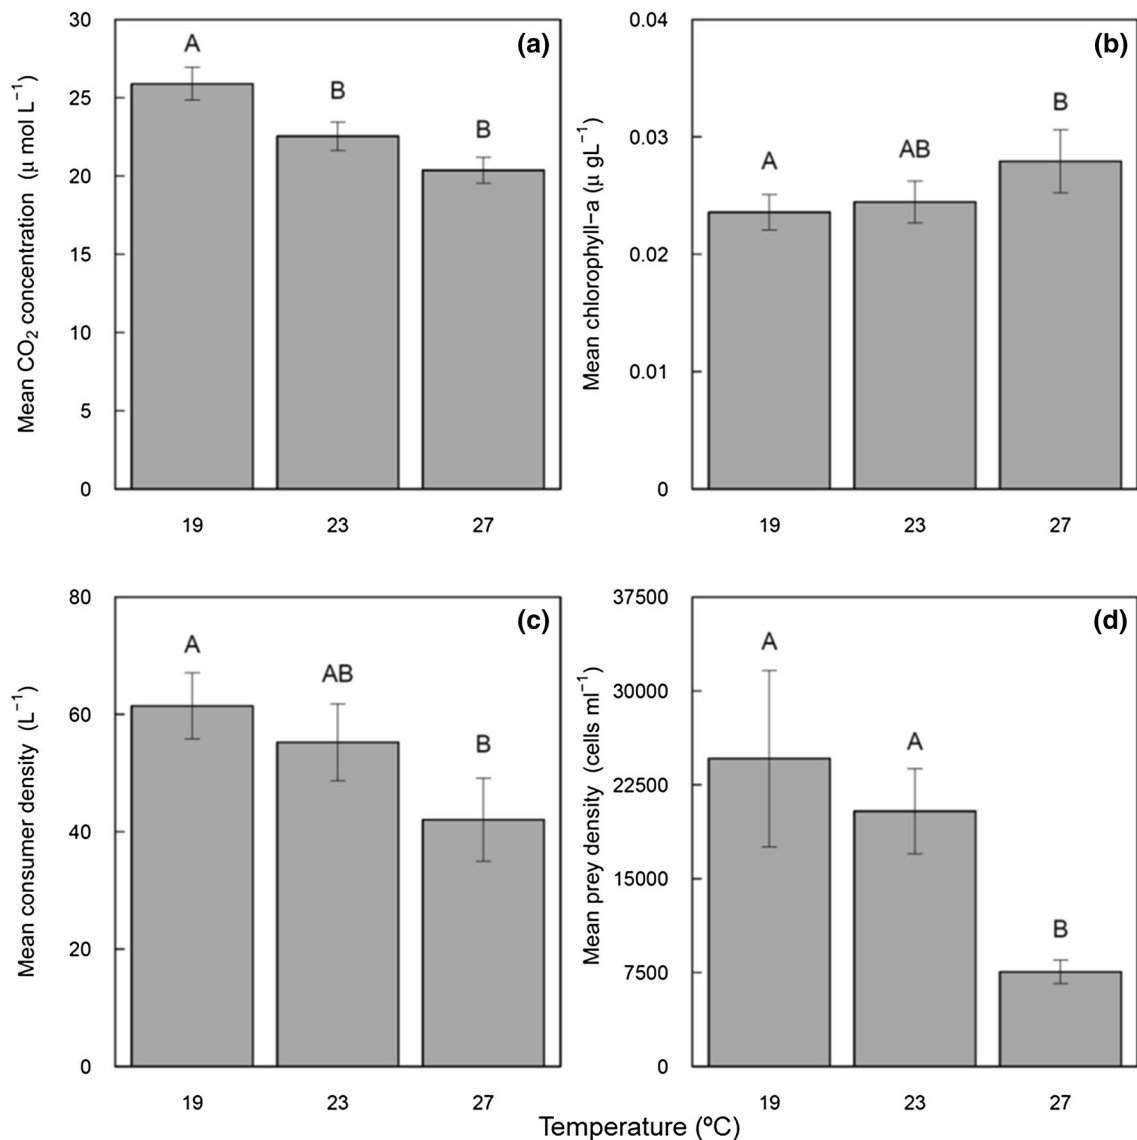 Mean CO₂ concentration (μ mol L⁻¹)
30
25
20
15
10
5
0
(a)
A
B
B
19 23 27
Mean chlorophyll−a (μ gL⁻¹)
0.04
0.03
0.02
0.01
0
(b)
A
AB
B
19 23 27
Mean consumer density (L⁻¹)
80
60
40
20
0
(c)
A
AB
B
19 23 27
Mean prey density (cells ml⁻¹)
37500
30000
22500
15000
7500
0
(d)
A
A
B
19 23 27
Temperature (ºC)